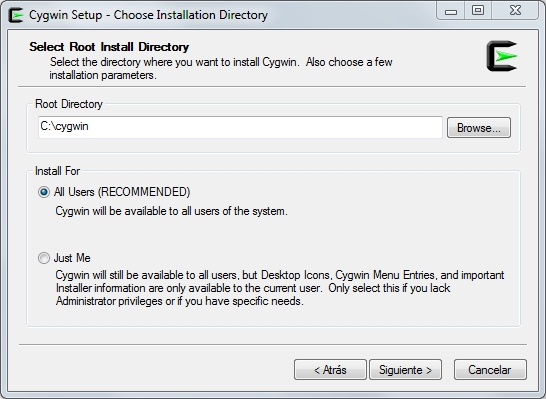 Cygwin Setup - Choose Installation Directory
Select Root Install Directory
Select the directory where you want to install Cygwin. Also choose a few
installation parameters.
Root Directory
C:\cygwin
Browse...
Install For
All Users (RECOMMENDED)
Cygwin will be available to all users of the system.
Just Me
Cygwin will still be available to all users, but Desktop Icons, Cygwin Menu Entries, and important
Installer information are only available to the current user. Only select this if you lack
Administrator privileges or if you have specific needs.
< Atrás
Siguiente >
Cancelar